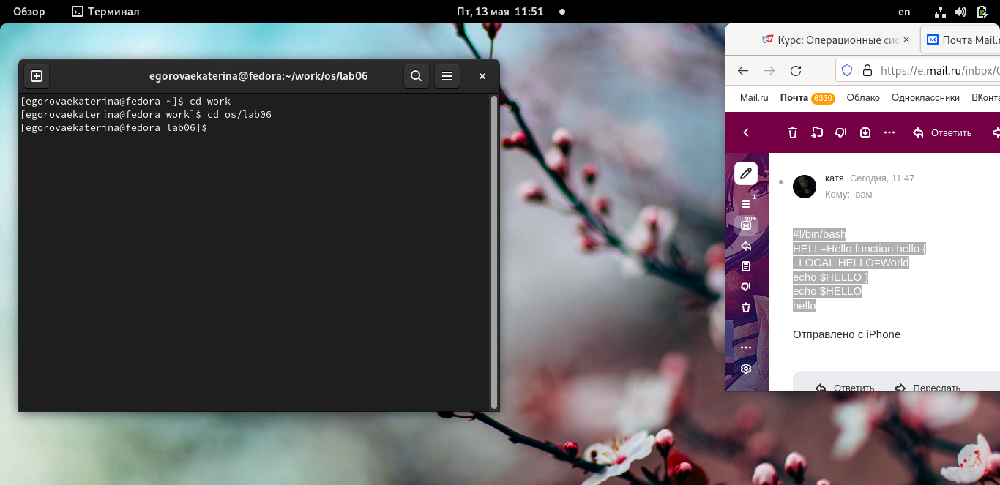 Обзор Терминал Пт, 13 мая 11:51 en
egorovaekaterina@fedora:~/work/os/lab06
[egorovaekaterina@fedora ~]$ cd work
[egorovaekaterina@fedora work]$ cd os/lab06
[egorovaekaterina@fedora lab06]$
Курс: Операционные сис Почта Mail.r
https://e.mail.ru/inbox/0
Mail.ru Почта 6330 Облако Одноклассники ВКонта
Ответить
1
99+
катя Сегодня, 11:47
Кому: вам
#!/bin/bash
HELL=Hello function hello {
LOCAL HELLO=World
echo $HELLO }
echo $HELLO
hello
Отправлено с iPhone
Ответить Переслать